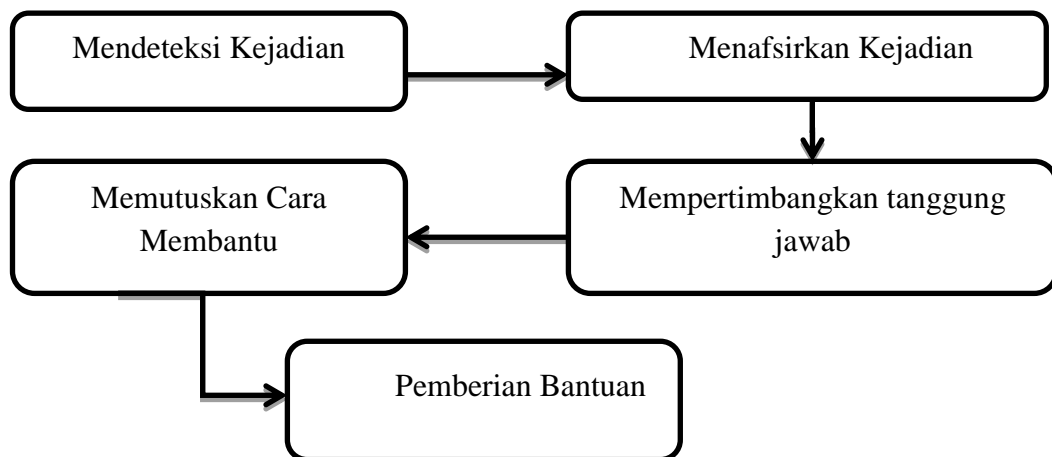 Mendeteksi Kejadian
Menafsirkan Kejadian
Mempertimbangkan tanggung
jawab
Memutuskan Cara
Membantu
Pemberian Bantuan